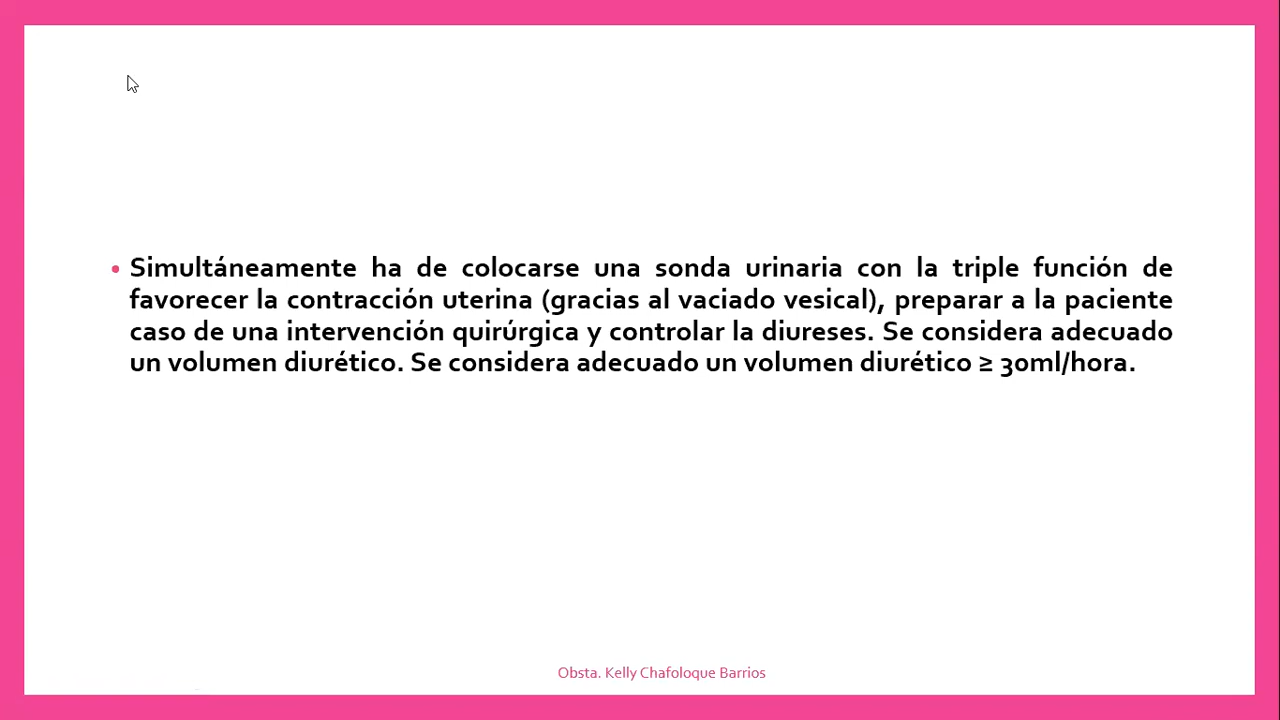 • Simultáneamente ha de colocarse una sonda urinaria con la triple función de
favorecer la contracción uterina (gracias al vaciado vesical), preparar a la paciente
caso de una intervención quirúrgica y controlar la diureses. Se considera adecuado
un volumen diurético. Se considera adecuado un volumen diurético ≥ 30ml/hora.
Obsta. Kelly Chafoloque Barrios